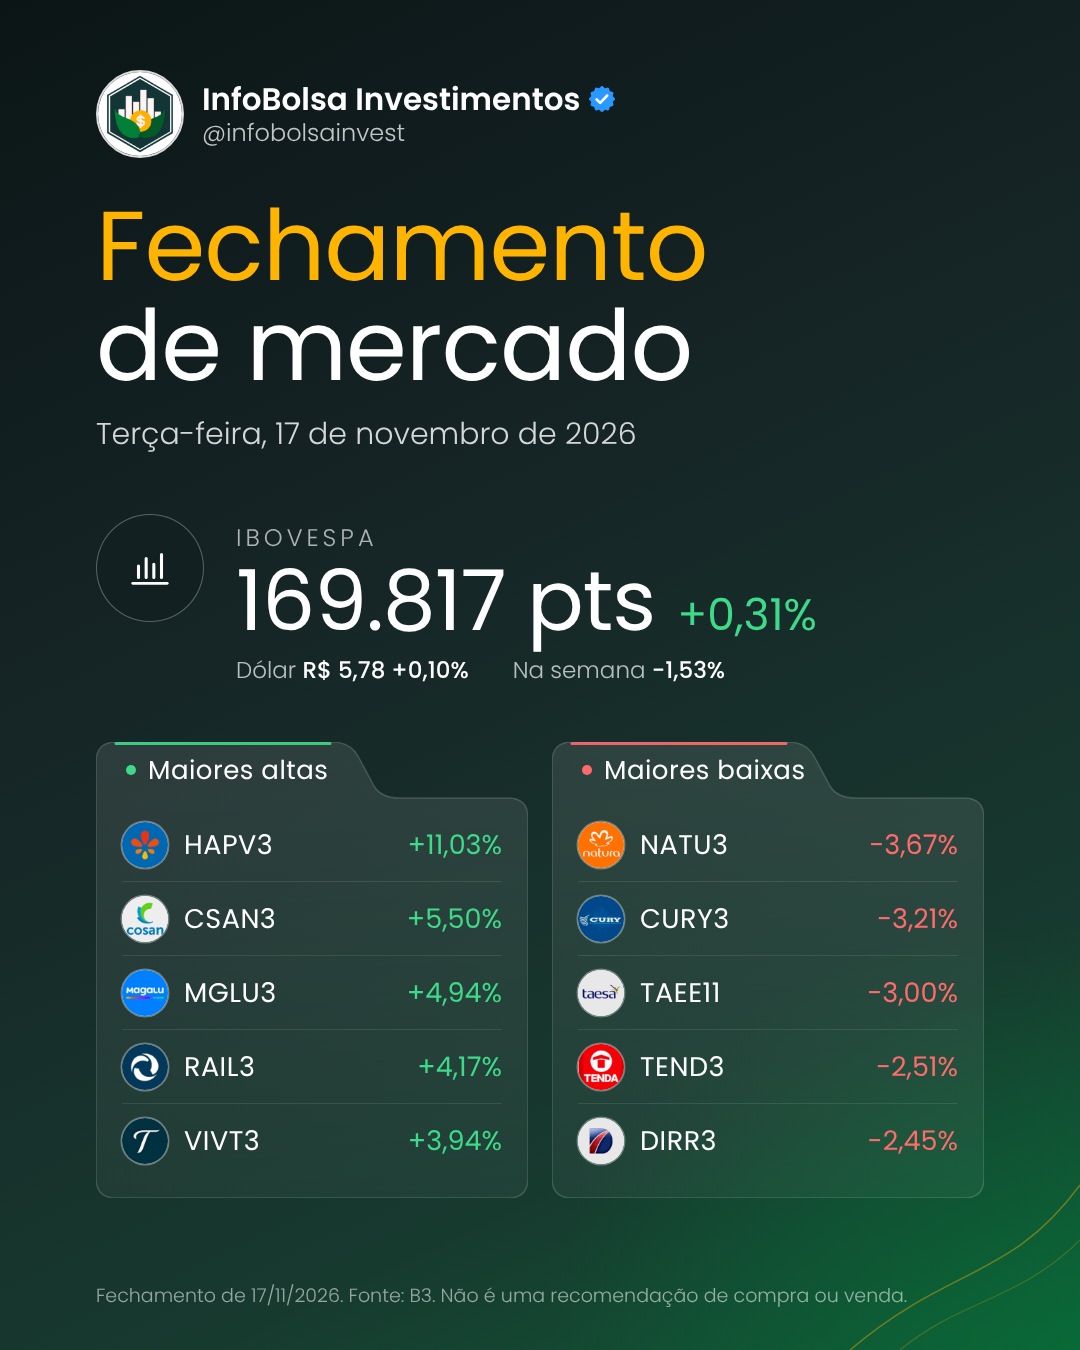 InfoBolsa Investimentos
@infobolsainvest
Fechamento
de mercado
Terça-feira, 17 de novembro de 2026
IBOVESPA
169.817 pts +0,31%
Dólar R$ 5,78 +0,10% Na semana -1,53%
Maiores altas
HAPV3 +11,03%
cosan CSAN3 +5,50%
Magalu MGLU3 +4,94%
RAIL3 +4,17%
VIVT3 +3,94%
Maiores baixas
natura NATU3 -3,67%
CURY CURY3 -3,21%
taesa TAEE11 -3,00%
TENDA TEND3 -2,51%
DIRR3 -2,45%
Fechamento de 17/11/2026. Fonte: B3. Não é uma recomendação de compra ou venda.